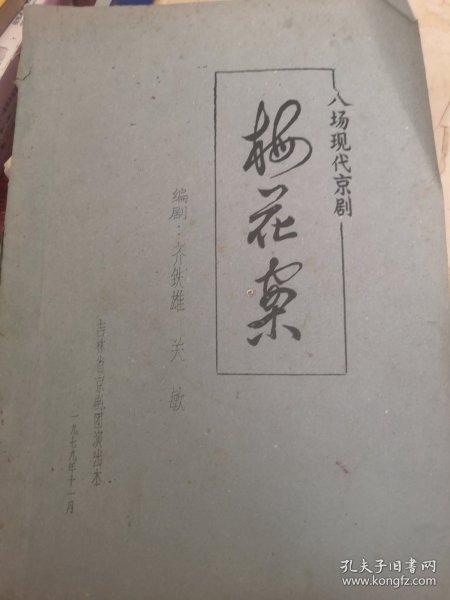 八场现代京剧
梅花案
编剧：齐铁雄 关敏
吉林省京剧团演出本
一九七九年十一月
孔夫子旧书网
www.kongfz.com